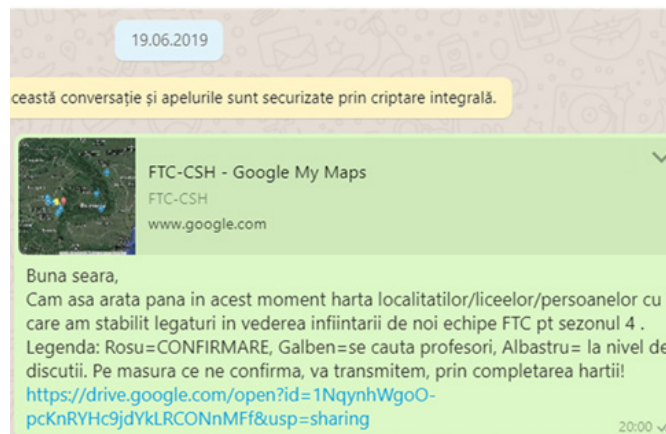 19.06.2019
cească conversație și apelurile sunt securizate prin criptare integrală.
FTC-CSH - Google My Maps
FTC-CSH
www.google.com
Buna seara,
Cam asa arata pana in acest moment harta localitatilor/liceelor/persoanelor cu
care am stabilit legaturi in vederea infiintarii de noi echipe FTC pt sezonul 4 .
Legenda: Rosu=CONFIRMARE, Galben=se cauta profesori, Albastru= la nivel de
discutii. Pe masura ce ne confirma, va transmitem, prin completarea hartii!
https://drive.google.com/open?id=1NqynhWgoO-
pcKnRYHc9jdYkLRCONnMFf&usp=sharing
20:00